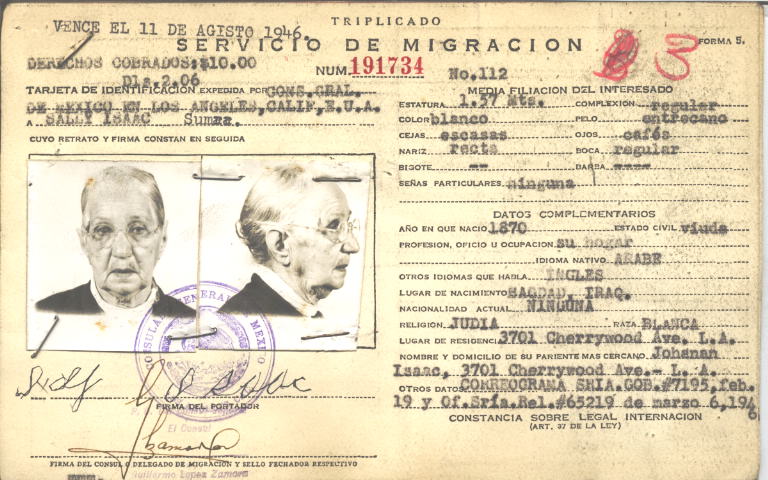 TRIPLICADO
VENCE EL 11 DE AGISTO 1946.
SERVICIO DE MIGRACION
FORMA 5.
DERECHOS COBRADOS:$10.00
Dls.2.06
NUM. 191734
No.112
TARJETA DE IDENTIFICACIÓN EXPEDIDA POR CONS.GRAL.
DE MEXICO EN LOS ANGELES,CALIF,E.U.A.
A SALLY ISAAC
CUYO RETRATO Y FIRMA CONSTAN EN SEGUIDA
CONSULADO GENERAL DE MEXICO
FIRMA DEL PORTADOR
El Consul
FIRMA DEL CONSUL O DELEGADO DE MIGRACION Y SELLO FECHADOR RESPECTIVO
Guillermo Lopez Zamora
MEDIA FILIACION DEL INTERESADO
ESTATURA 1.57 Mts. COMPLEXION regular
COLOR blanco PELO entrecano
CEJAS escasas OJOS cafés
NARIZ recta BOCA regular
BIGOTE -- BARBA ----
SEÑAS PARTICULARES ninguna
DATOS COMPLEMENTARIOS
AÑO EN QUE NACIO 1870 ESTADO CIVIL viuda
PROFESION, OFICIO U OCUPACION su hogar
IDIOMA NATIVO ARABE
OTROS IDIOMAS QUE HABLA INGLES
LUGAR DE NACIMIENTO BAGDAD, IRAQ.
NACIONALIDAD ACTUAL NINGUNA
RELIGION JUDIA RAZA BLANCA
LUGAR DE RESIDENCIA 3701 Cherrywood Ave. L.A.
NOMBRE Y DOMICILIO DE SU PARIENTE MAS CERCANO. Johanan
Isaac, 3701 Cherrywood Ave.- L. A.
OTROS DATOS CORREOGRAMA SRIA.GOB.#7195, feb.
19 y Of.Sría.Rel.#65219 de marzo 6,1946
CONSTANCIA SOBRE LEGAL INTERNACION
(ART. 37 DE LA LEY)